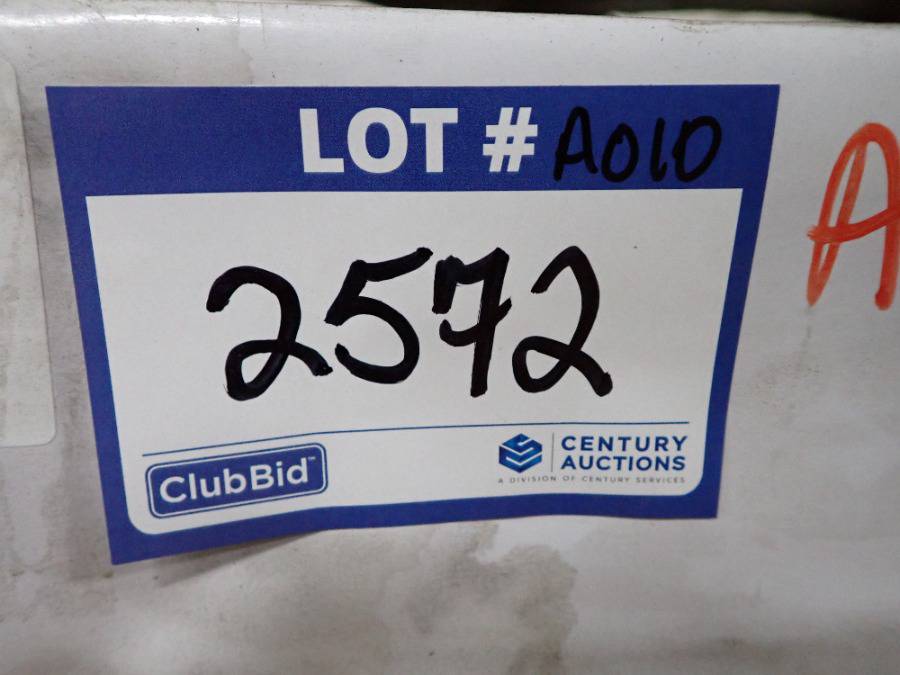 LOT # A010
A
2572
ClubBid™
CENTURY
AUCTIONS
A DIVISION OF CENTURY SERVICES